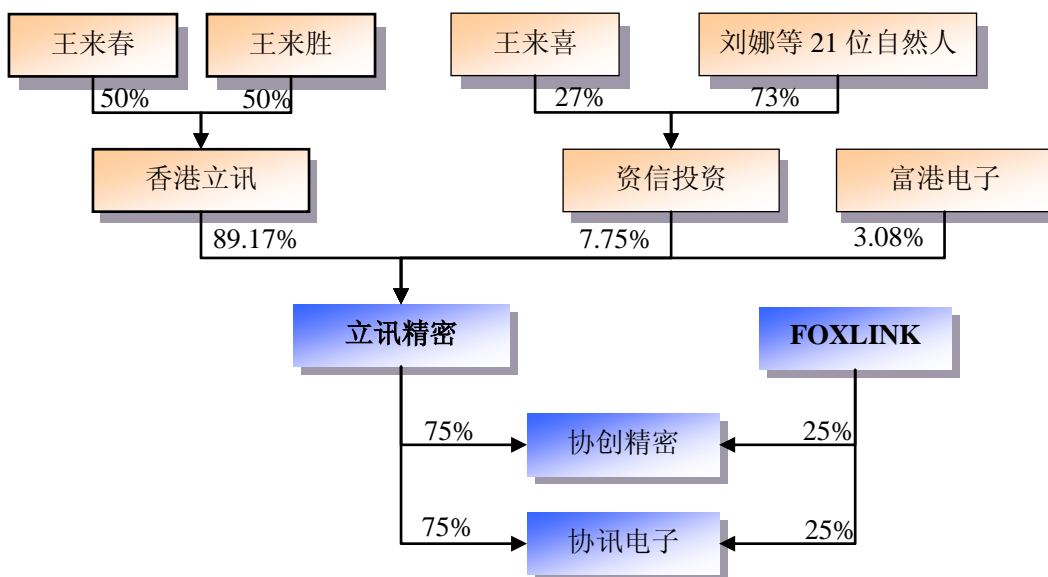 王来春
王来胜
王来喜
刘娜等 21 位自然人
50%
50%
27%
73%
香港立讯
资信投资
富港电子
89.17%
7.75%
3.08%
立讯精密
FOXLINK
75%
协创精密
25%
75%
协讯电子
25%